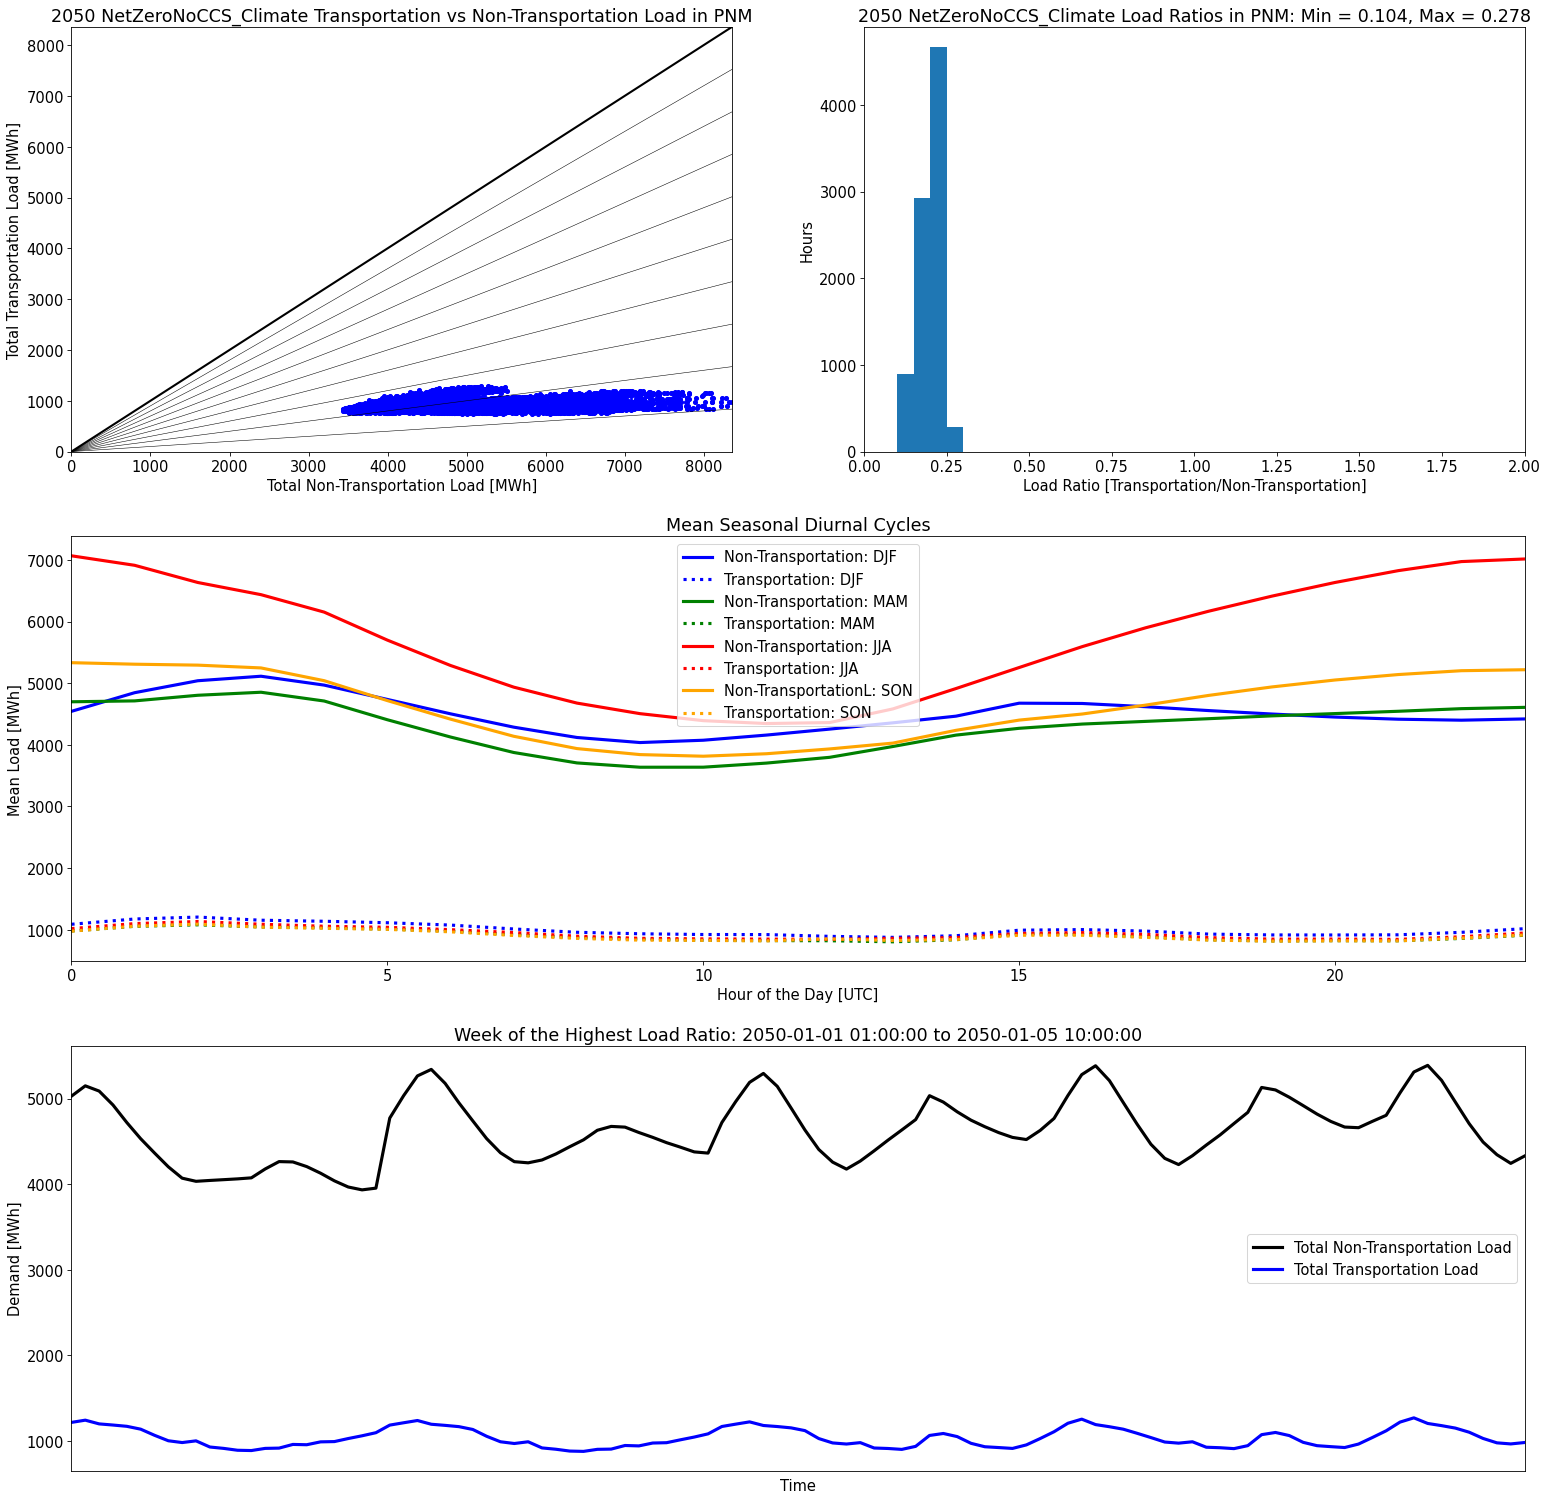 2050 NetZeroNoCCS_Climate Transportation vs Non-Transportation Load in PNM
8000
7000
6000
5000
4000
3000
2000
1000
0
Total Transportation Load [MWh]
0 1000 2000 3000 4000 5000 6000 7000 8000
Total Non-Transportation Load [MWh]
2050 NetZeroNoCCS_Climate Load Ratios in PNM: Min = 0.104, Max = 0.278
4000
3000
2000
1000
0
Hours
0.00 0.25 0.50 0.75 1.00 1.25 1.50 1.75 2.00
Load Ratio [Transportation/Non-Transportation]
Mean Seasonal Diurnal Cycles
7000
6000
5000
4000
3000
2000
1000
Mean Load [MWh]
Non-Transportation: DJF
Transportation: DJF
Non-Transportation: MAM
Transportation: MAM
Non-Transportation: JJA
Transportation: JJA
Non-TransportationL: SON
Transportation: SON
0 5 10 15 20
Hour of the Day [UTC]
Week of the Highest Load Ratio: 2050-01-01 01:00:00 to 2050-01-05 10:00:00
5000
4000
3000
2000
1000
Demand [MWh]
Total Non-Transportation Load
Total Transportation Load
Time